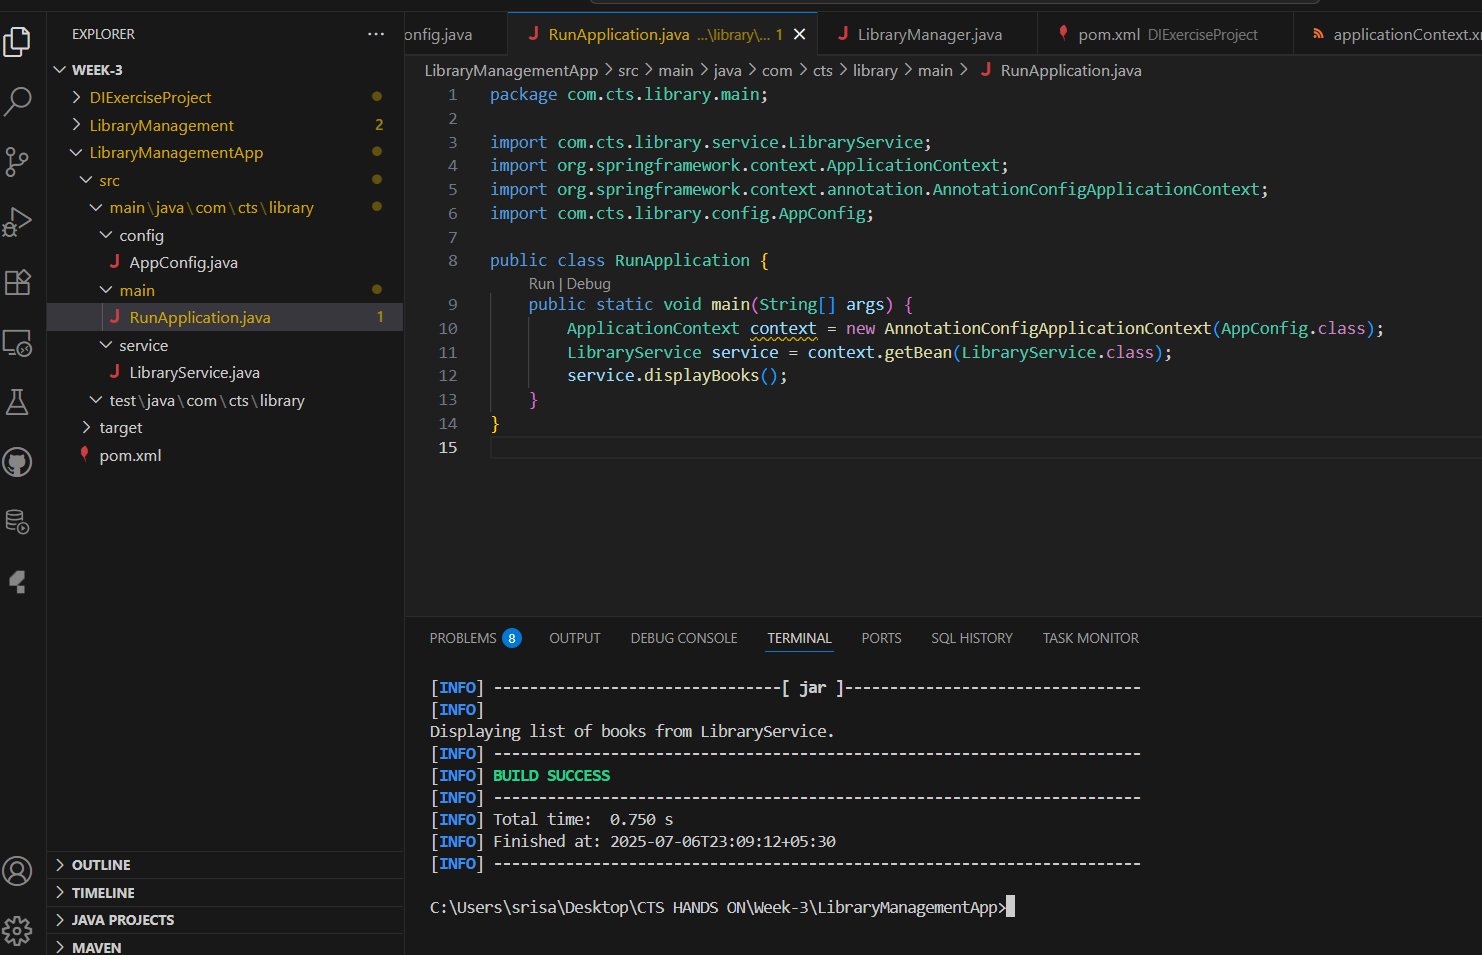 EXPLORER
WEEK-3
DIExerciseProject
LibraryManagement 2
LibraryManagementApp
src
main\java\com\cts\library
config
AppConfig.java
main
RunApplication.java 1
service
LibraryService.java
test\java\com\cts\library
target
pom.xml
OUTLINE
TIMELINE
JAVA PROJECTS
MAVEN
onfig.java RunApplication.java ...\library\... 1 LibraryManager.java pom.xml DIExerciseProject applicationContext.x
LibraryManagementApp > src > main > java > com > cts > library > main > RunApplication.java
1 package com.cts.library.main;
2
3 import com.cts.library.service.LibraryService;
4 import org.springframework.context.ApplicationContext;
5 import org.springframework.context.annotation.AnnotationConfigApplicationContext;
6 import com.cts.library.config.AppConfig;
7
8 public class RunApplication {
Run | Debug
9 public static void main(String[] args) {
10 ApplicationContext context = new AnnotationConfigApplicationContext(AppConfig.class);
11 LibraryService service = context.getBean(LibraryService.class);
12 service.displayBooks();
13 }
14 }
15
PROBLEMS 8 OUTPUT DEBUG CONSOLE TERMINAL PORTS SQL HISTORY TASK MONITOR
[INFO] --------------------------------[ jar ]---------------------------------
[INFO]
Displaying list of books from LibraryService.
[INFO] ------------------------------------------------------------------------
[INFO] BUILD SUCCESS
[INFO] ------------------------------------------------------------------------
[INFO] Total time:  0.750 s
[INFO] Finished at: 2025-07-06T23:09:12+05:30
[INFO] ------------------------------------------------------------------------
C:\Users\srisa\Desktop\CTS HANDS ON\Week-3\LibraryManagementApp>